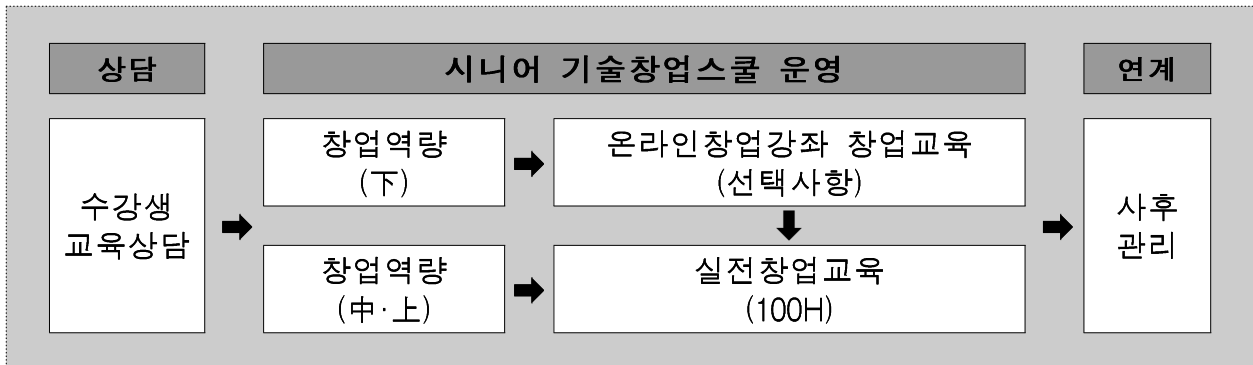 상담
시니어 기술창업스쿨 운영
연계
수강생
교육상담
창업역량
(下)
온라인창업강좌 창업교육
(선택사항)
창업역량
(中·上)
실전창업교육
(100H)
사후
관리